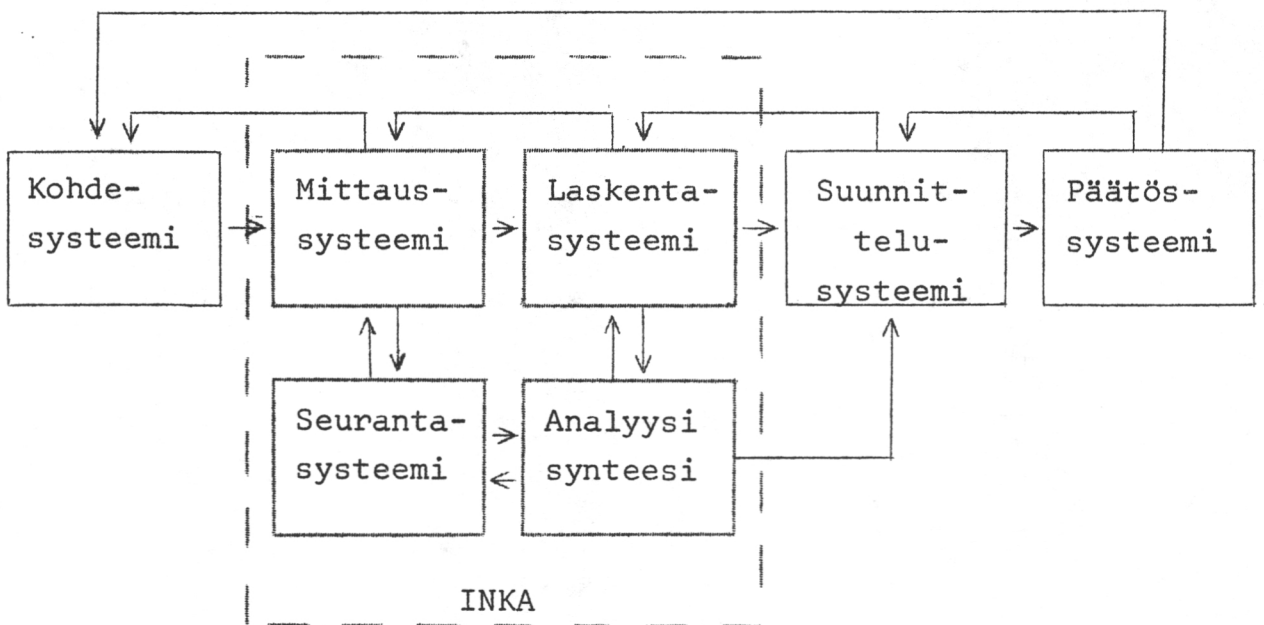 Kohde-
systeemi
Mittaus-
systeemi
Laskenta-
systeemi
Suunnit-
telu-
systeemi
Päätös-
systeemi
Seuranta-
systeemi
Analyysi
synteesi
INKA